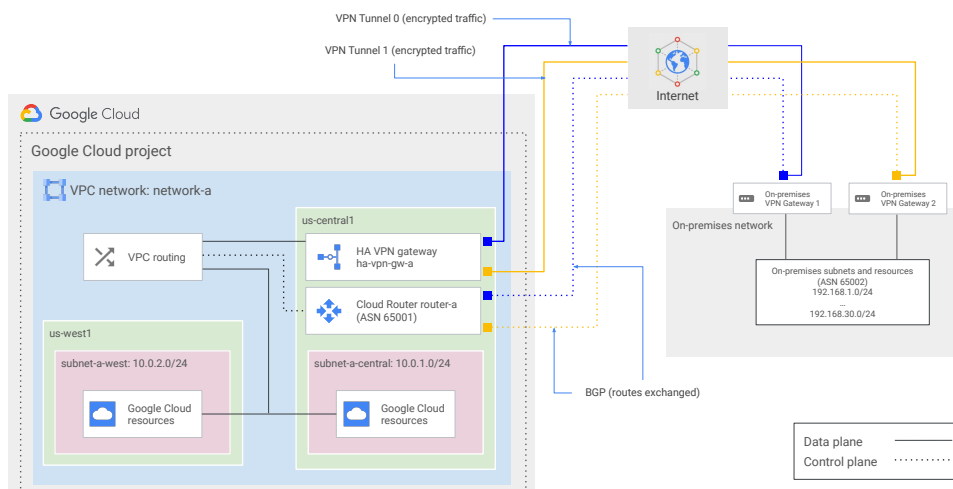 VPN Tunnel 0 (encrypted traffic)
VPN Tunnel 1 (encrypted traffic)
Internet
Google Cloud
Google Cloud project
VPC network: network-a
us-central1
VPC routing
HA VPN gateway
ha-vpn-gw-a
Cloud Router router-a
(ASN 65001)
us-west1
subnet-a-west: 10.0.2.0/24
Google Cloud
resources
subnet-a-central: 10.0.1.0/24
Google Cloud
resources
On-premises
VPN Gateway 1
On-premises
VPN Gateway 2
On-premises network
On-premises subnets and resources
(ASN 65002)
192.168.1.0/24
...
192.168.30.0/24
BGP (routes exchanged)
Data plane
Control plane